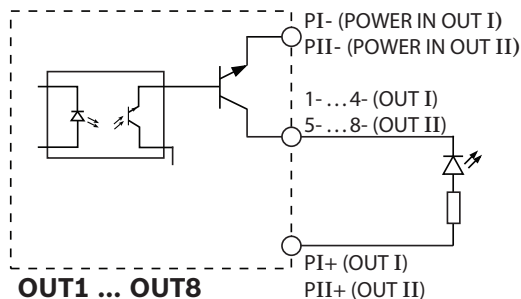 PI- (POWER IN OUT I)
PII- (POWER IN OUT II)
1- ...4- (OUT I)
5- ...8- (OUT II)
PI+ (OUT I)
PII+ (OUT II)
OUT1 ... OUT8